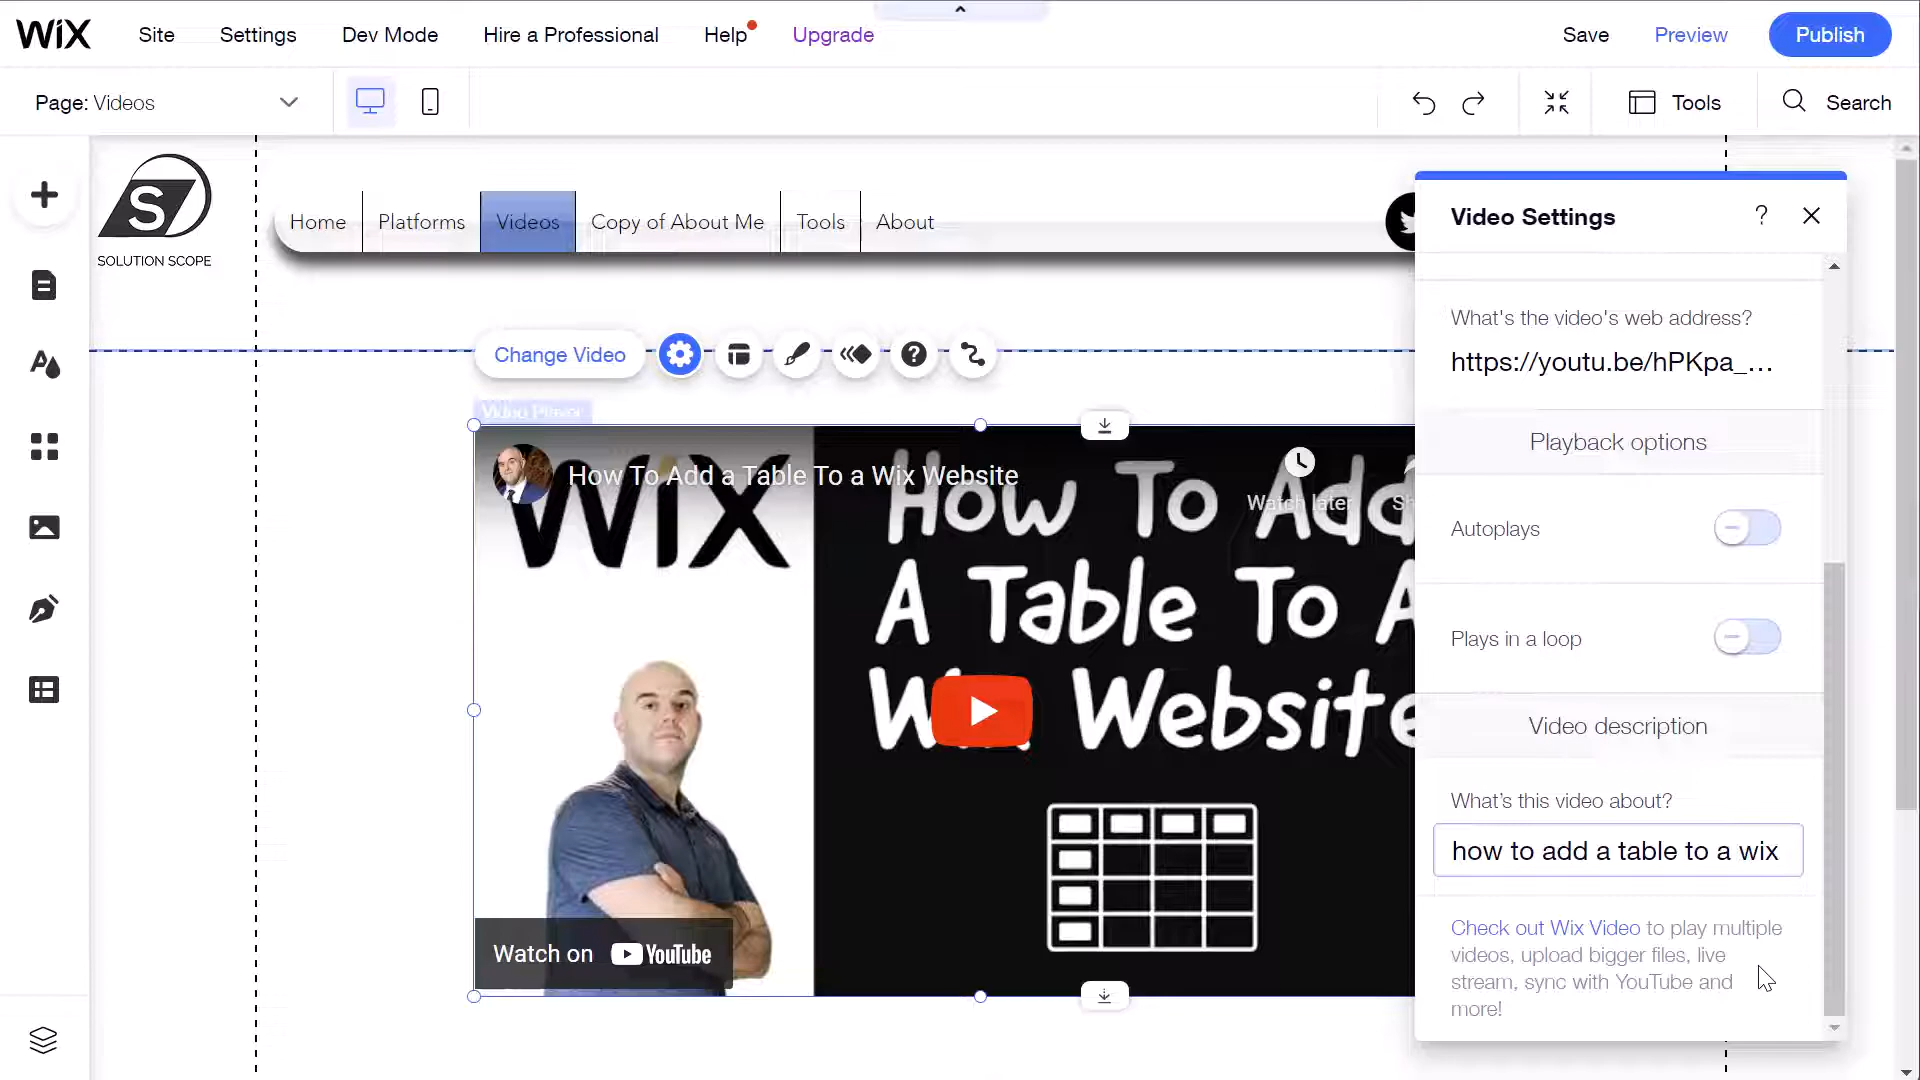 WiX
Site
Settings
Dev Mode
Hire a Professional
Help
Upgrade
Save
Preview
Publish
Page: Videos
Tools
Search
S
SOLUTION SCOPE
Home
Platforms
Videos
Copy of About Me
Tools
About
Change Video
Video Player
How To Add a Table To a Wix Website
Watch later
Sh
WiX
How To Add
A Table To A
Wix Website
Watch on YouTube
Video Settings
?
What's the video's web address?
https://youtu.be/hPKpa_...
Playback options
Autoplays
Plays in a loop
Video description
What's this video about?
how to add a table to a wix
Check out Wix Video to play multiple
videos, upload bigger files, live
stream, sync with YouTube and
more!